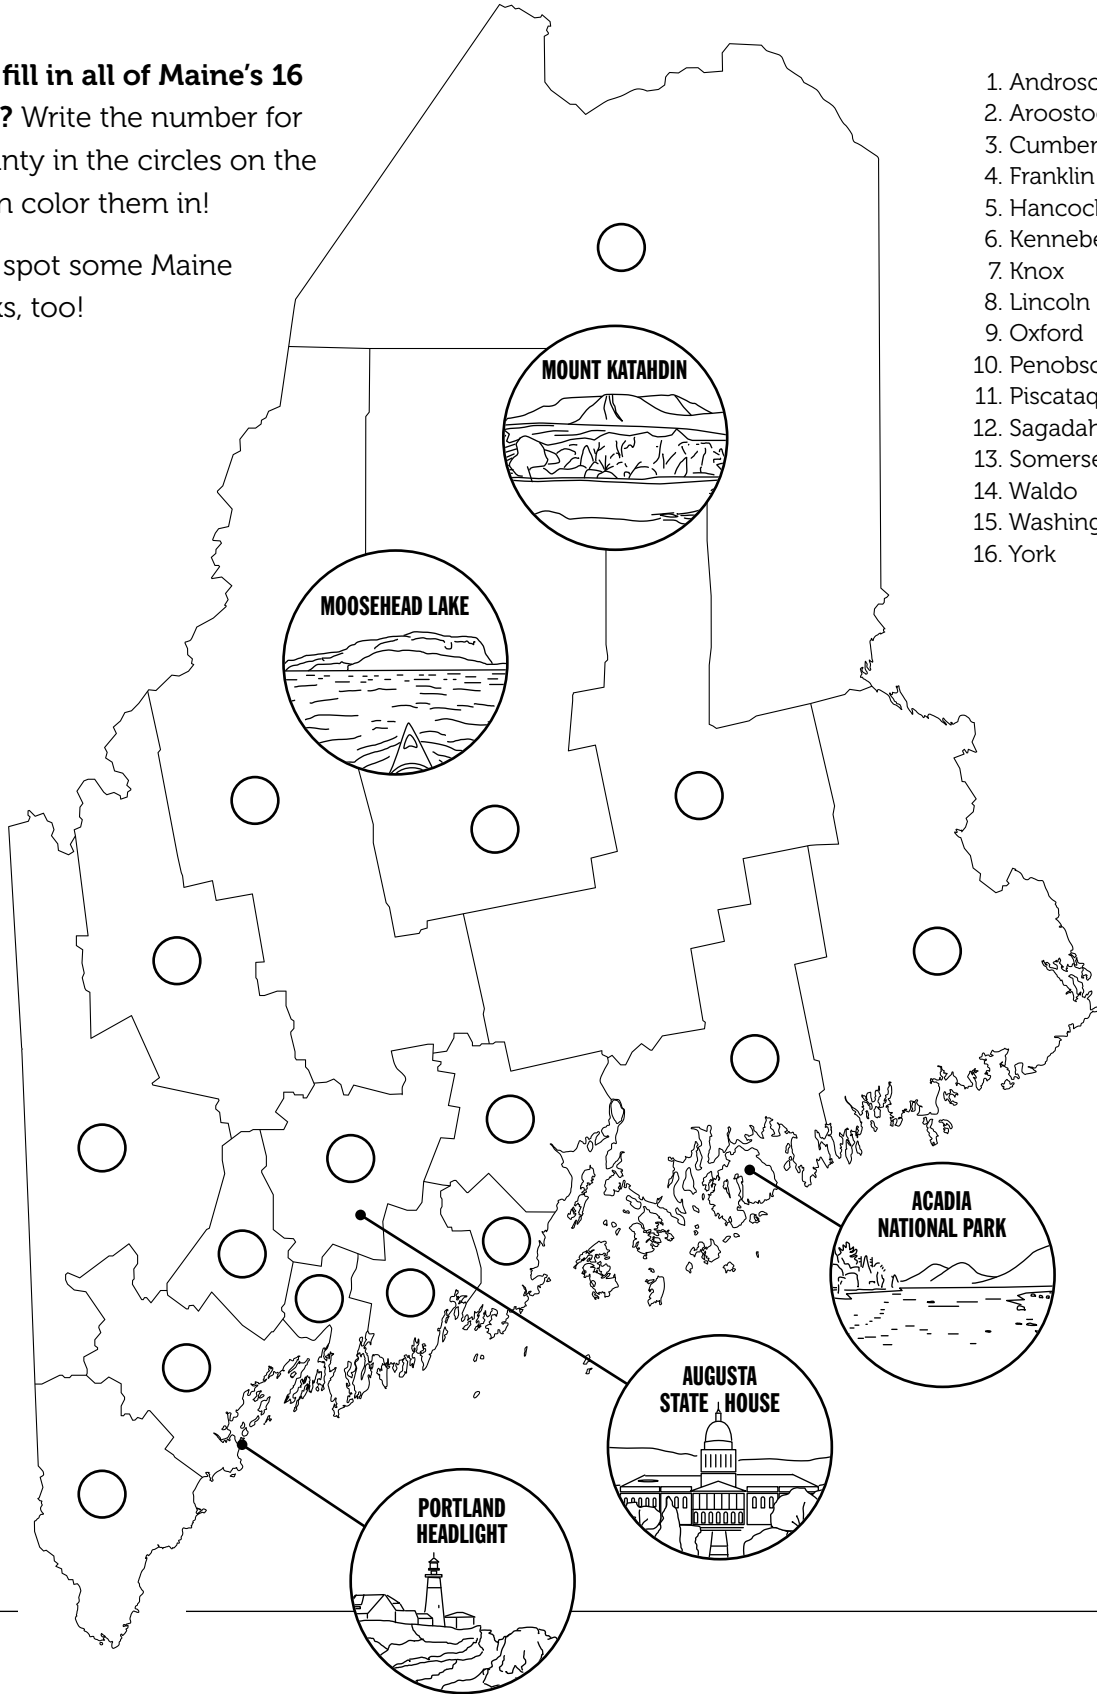 fill in all of Maine's 16
? Write the number for
nty in the circles on the
n color them in!
spot some Maine
s, too!
1. Androsc
2. Aroosto
3. Cumber
4. Franklin
5. Hancoc
6. Kenneb
7. Knox
8. Lincoln
9. Oxford
10. Penobsc
11. Piscataq
12. Sagadah
13. Somerse
14. Waldo
15. Washing
16. York
MOUNT KATAHDIN
MOOSEHEAD LAKE
ACADIA
NATIONAL PARK
AUGUSTA
STATE HOUSE
PORTLAND
HEADLIGHT